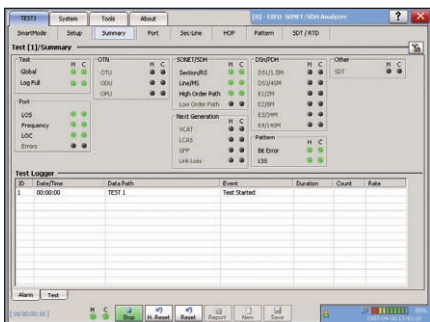 TEST1 System Tools About [0] - EXFO SONET/SDH Analyzer ? X
SmartMode Setup Summary Port Sec-Line HOP Pattern SDT / RTD
Test [1]/Summary
Test H C
Global
Log Full
Port
LOS
Frequency
LOC
Errors
OTN H C
OTU
ODU
OPU
SONET/SDH H C
Section/RS
Line/MS
High Order Path
Low Order Path
Next Generation H C
VCAT
LCAS
GFP
Link Loss
DSn/PDH H C
DS1/1.5M
DS3/45M
E1/2M
E2/8M
E3/34M
E4/140M
Pattern H C
Bit Error
LSS
Other H C
SDT
Test Logger
ID Date/Time Data Path Event Duration Count Rate
1 00:00:00 TEST 1 Test Started
Alarm Test
[ 0d 00:00:10 ] H C Stop H. Reset Reset Report New Save